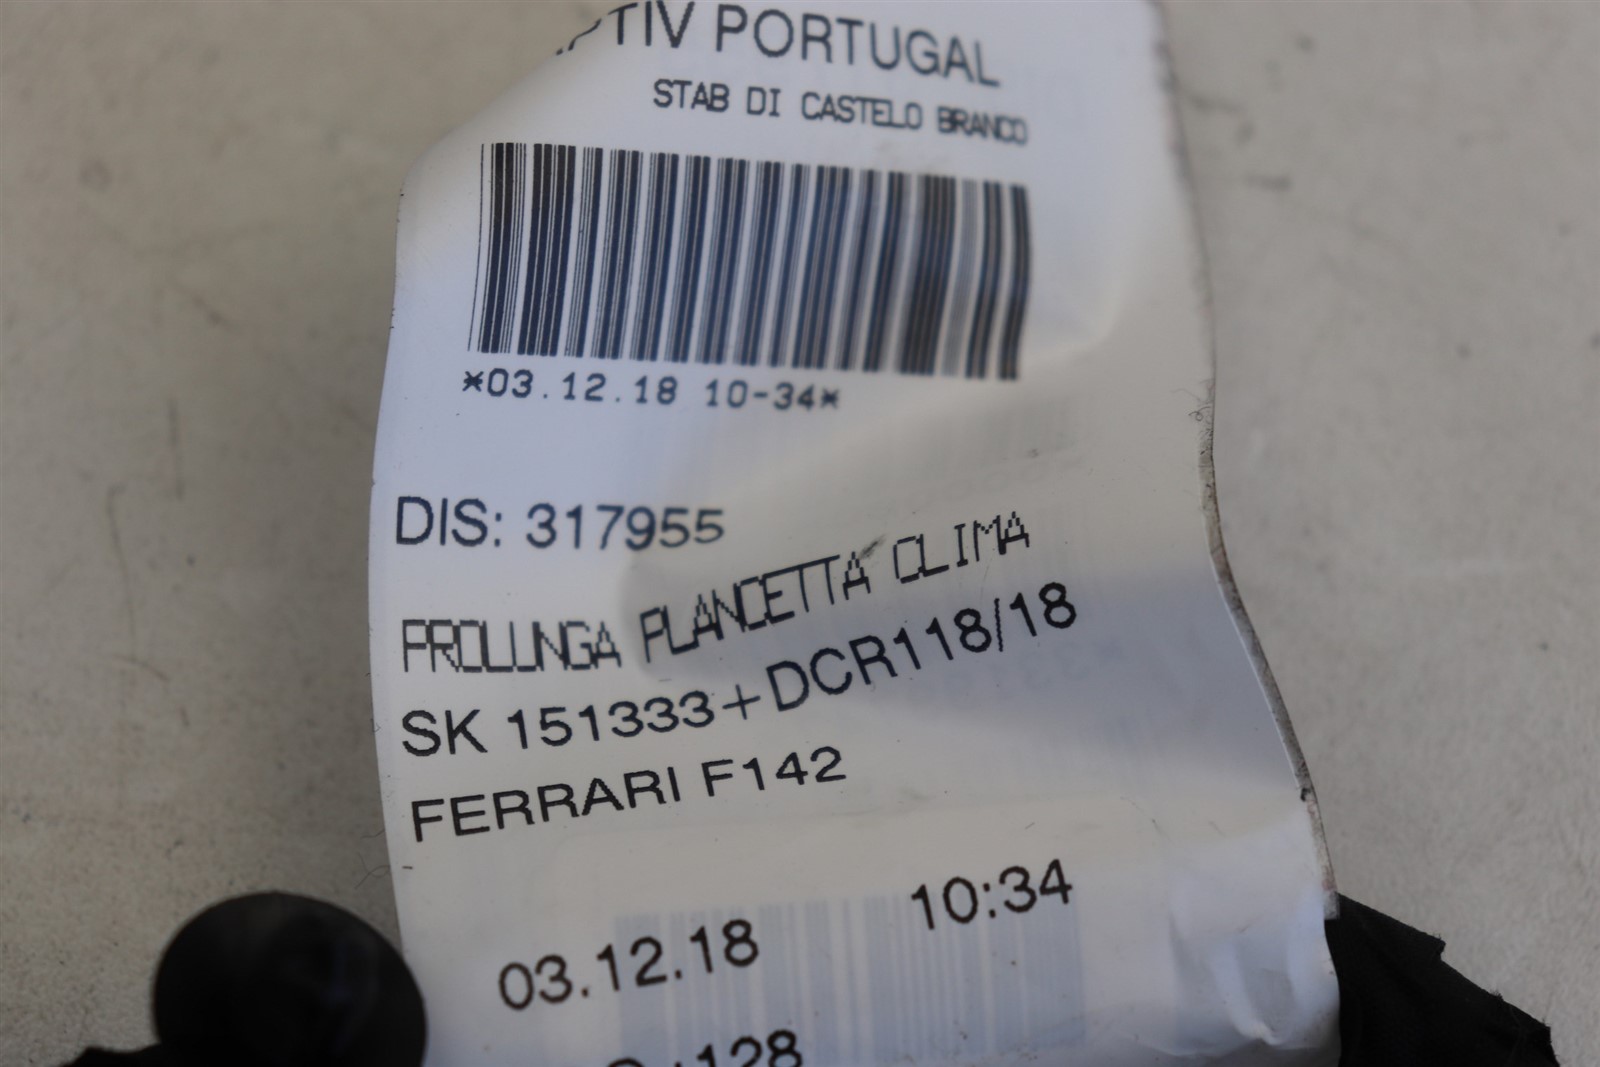 PTIV PORTUGAL
STAB DI CASTELO BRANCO
*03.12.18 10-34*
DIS: 317955
PROLUNGA PLANCETTA CLIMA
SK 151333+DCR118/18
FERRARI F142
03.12.18 10:34
128